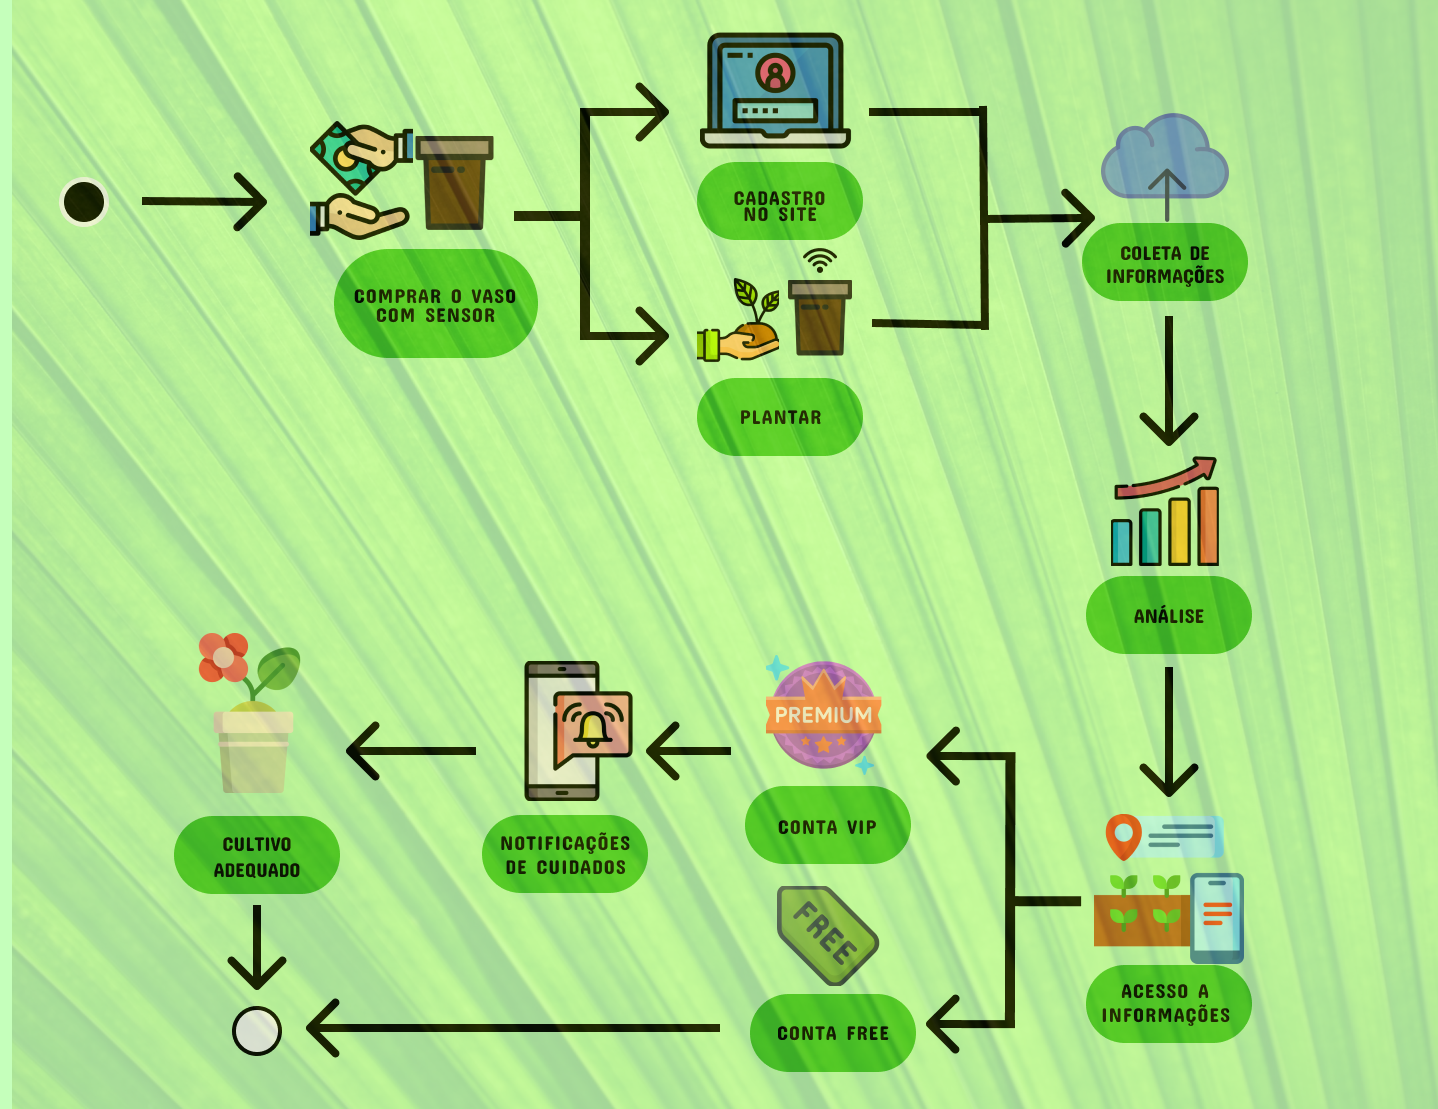 CADASTRO
NO SITE
COMPRAR O VASO
COM SENSOR
COLETA DE
INFORMAÇÕES
PLANTAR
ANÁLISE
PREMIUM
CONTA VIP
NOTIFICAÇÕES
DE CUIDADOS
CULTIVO
ADEQUADO
FREE
ACESSO A
INFORMAÇÕES
CONTA FREE